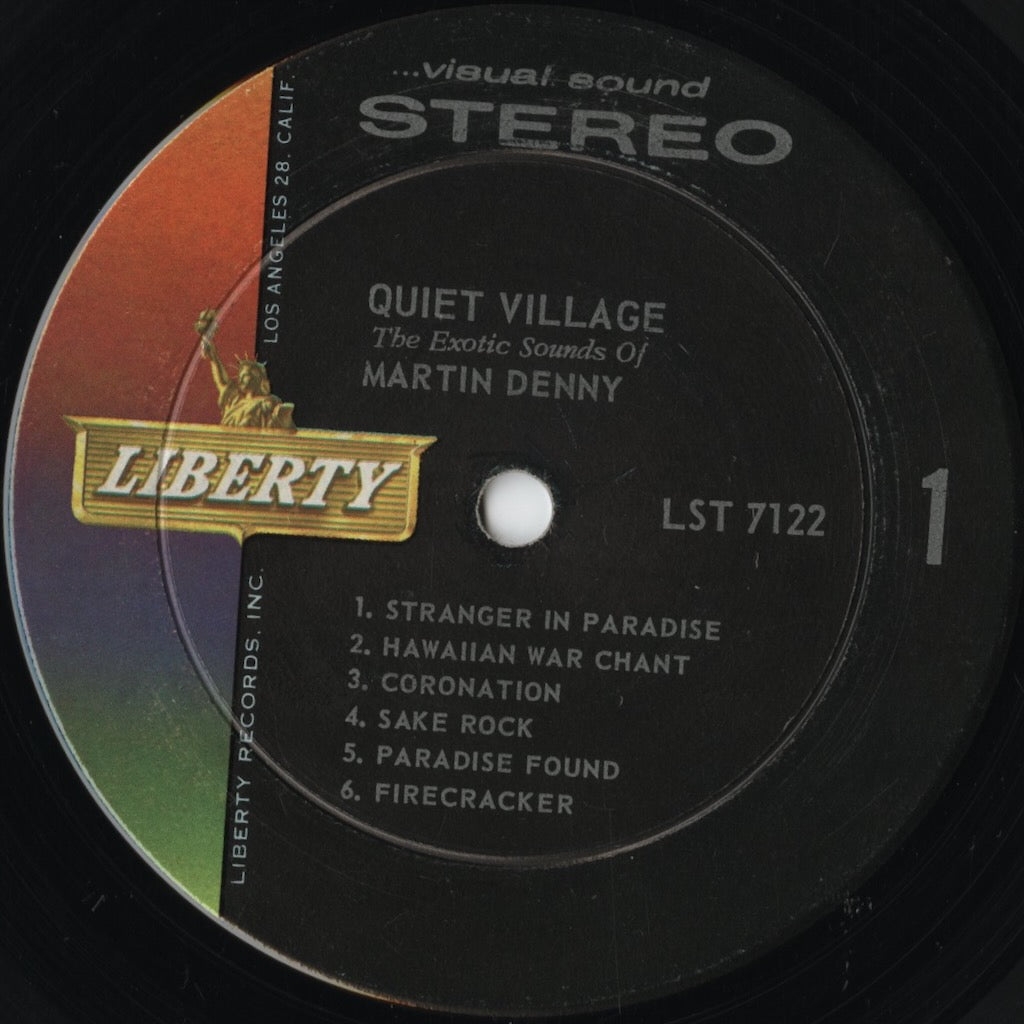 ...visual sound
STEREO
LOS ANGELES 28, CALIF.
QUIET VILLAGE
The Exotic Sounds Of
MARTIN DENNY
LIBERTY
LST 7122
1
LIBERTY RECORDS, INC.
1. STRANGER IN PARADISE
2. HAWAIIAN WAR CHANT
3. CORONATION
4. SAKE ROCK
5. PARADISE FOUND
6. FIRECRACKER